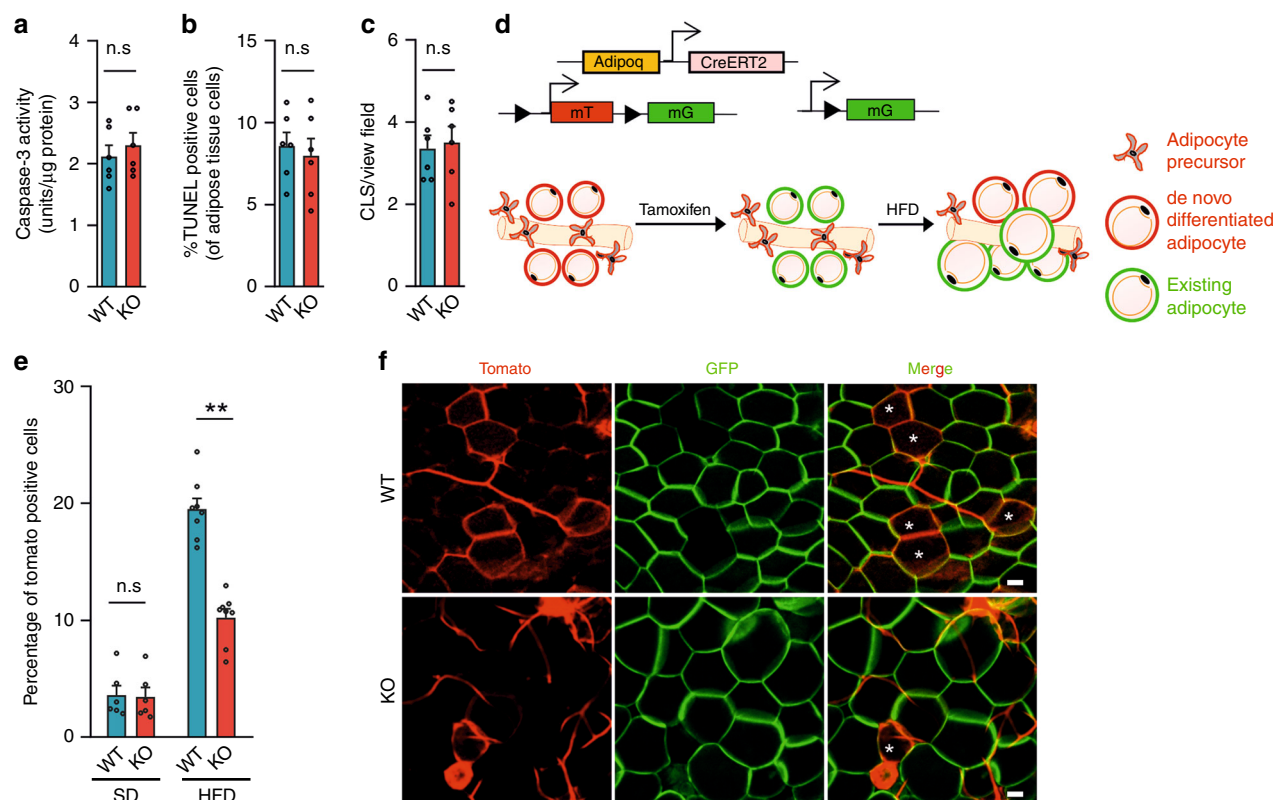 a
Caspase-3 activity
(units/μg protein)
4
3
2
1
0
n.s
WT
KO
b
%TUNEL positive cells
(of adipose tissue cells)
15
10
5
0
n.s
WT
KO
c
CLS/view field
6
4
2
0
n.s
WT
KO
d
Adipoq
CreERT2
mT
mG
mG
Tamoxifen
HFD
Adipocyte
precursor
de novo
differentiated
adipocyte
Existing
adipocyte
e
Percentage of tomato positive cells
30
20
10
0
n.s
**
WT
KO
WT
KO
SD
HFD
f
Tomato
GFP
Merge
WT
*
*
*
*
*
KO
*